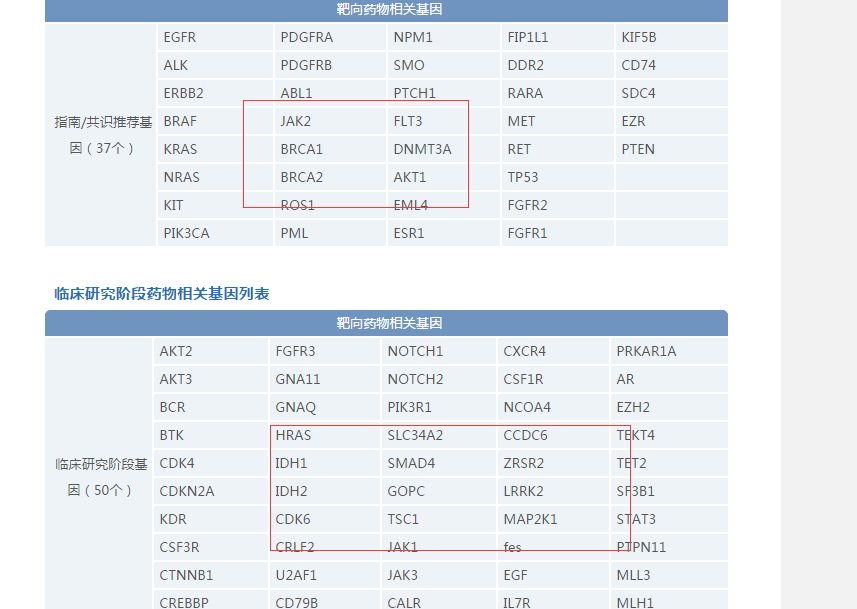 靶向药物相关基因
EGFR PDGFRA NPM1 FIP1L1 KIF5B
ALK PDGFRB SMO DDR2 CD74
ERBB2 ABL1 PTCH1 RARA SDC4
指南/共识推荐基
因（37个）
BRAF JAK2 FLT3 MET EZR
KRAS BRCA1 DNMT3A RET PTEN
NRAS BRCA2 AKT1 TP53
KIT ROS1 EML4 FGFR2
PIK3CA PML ESR1 FGFR1
临床研究阶段药物相关基因列表
靶向药物相关基因
AKT2 FGFR3 NOTCH1 CXCR4 PRKAR1A
AKT3 GNA11 NOTCH2 CSF1R AR
BCR GNAQ PIK3R1 NCOA4 EZH2
BTK HRAS SLC34A2 CCDC6 TEKT4
临床研究阶段基
因（50个）
CDK4 IDH1 SMAD4 ZRSR2 TET2
CDKN2A IDH2 GOPC LRRK2 SF3B1
KDR CDK6 TSC1 MAP2K1 STAT3
CSF3R CRLF2 JAK1 fes PTPN11
CTNNB1 U2AF1 JAK3 EGF MLL3
CREBBP CD79B CALR IL7R MLH1